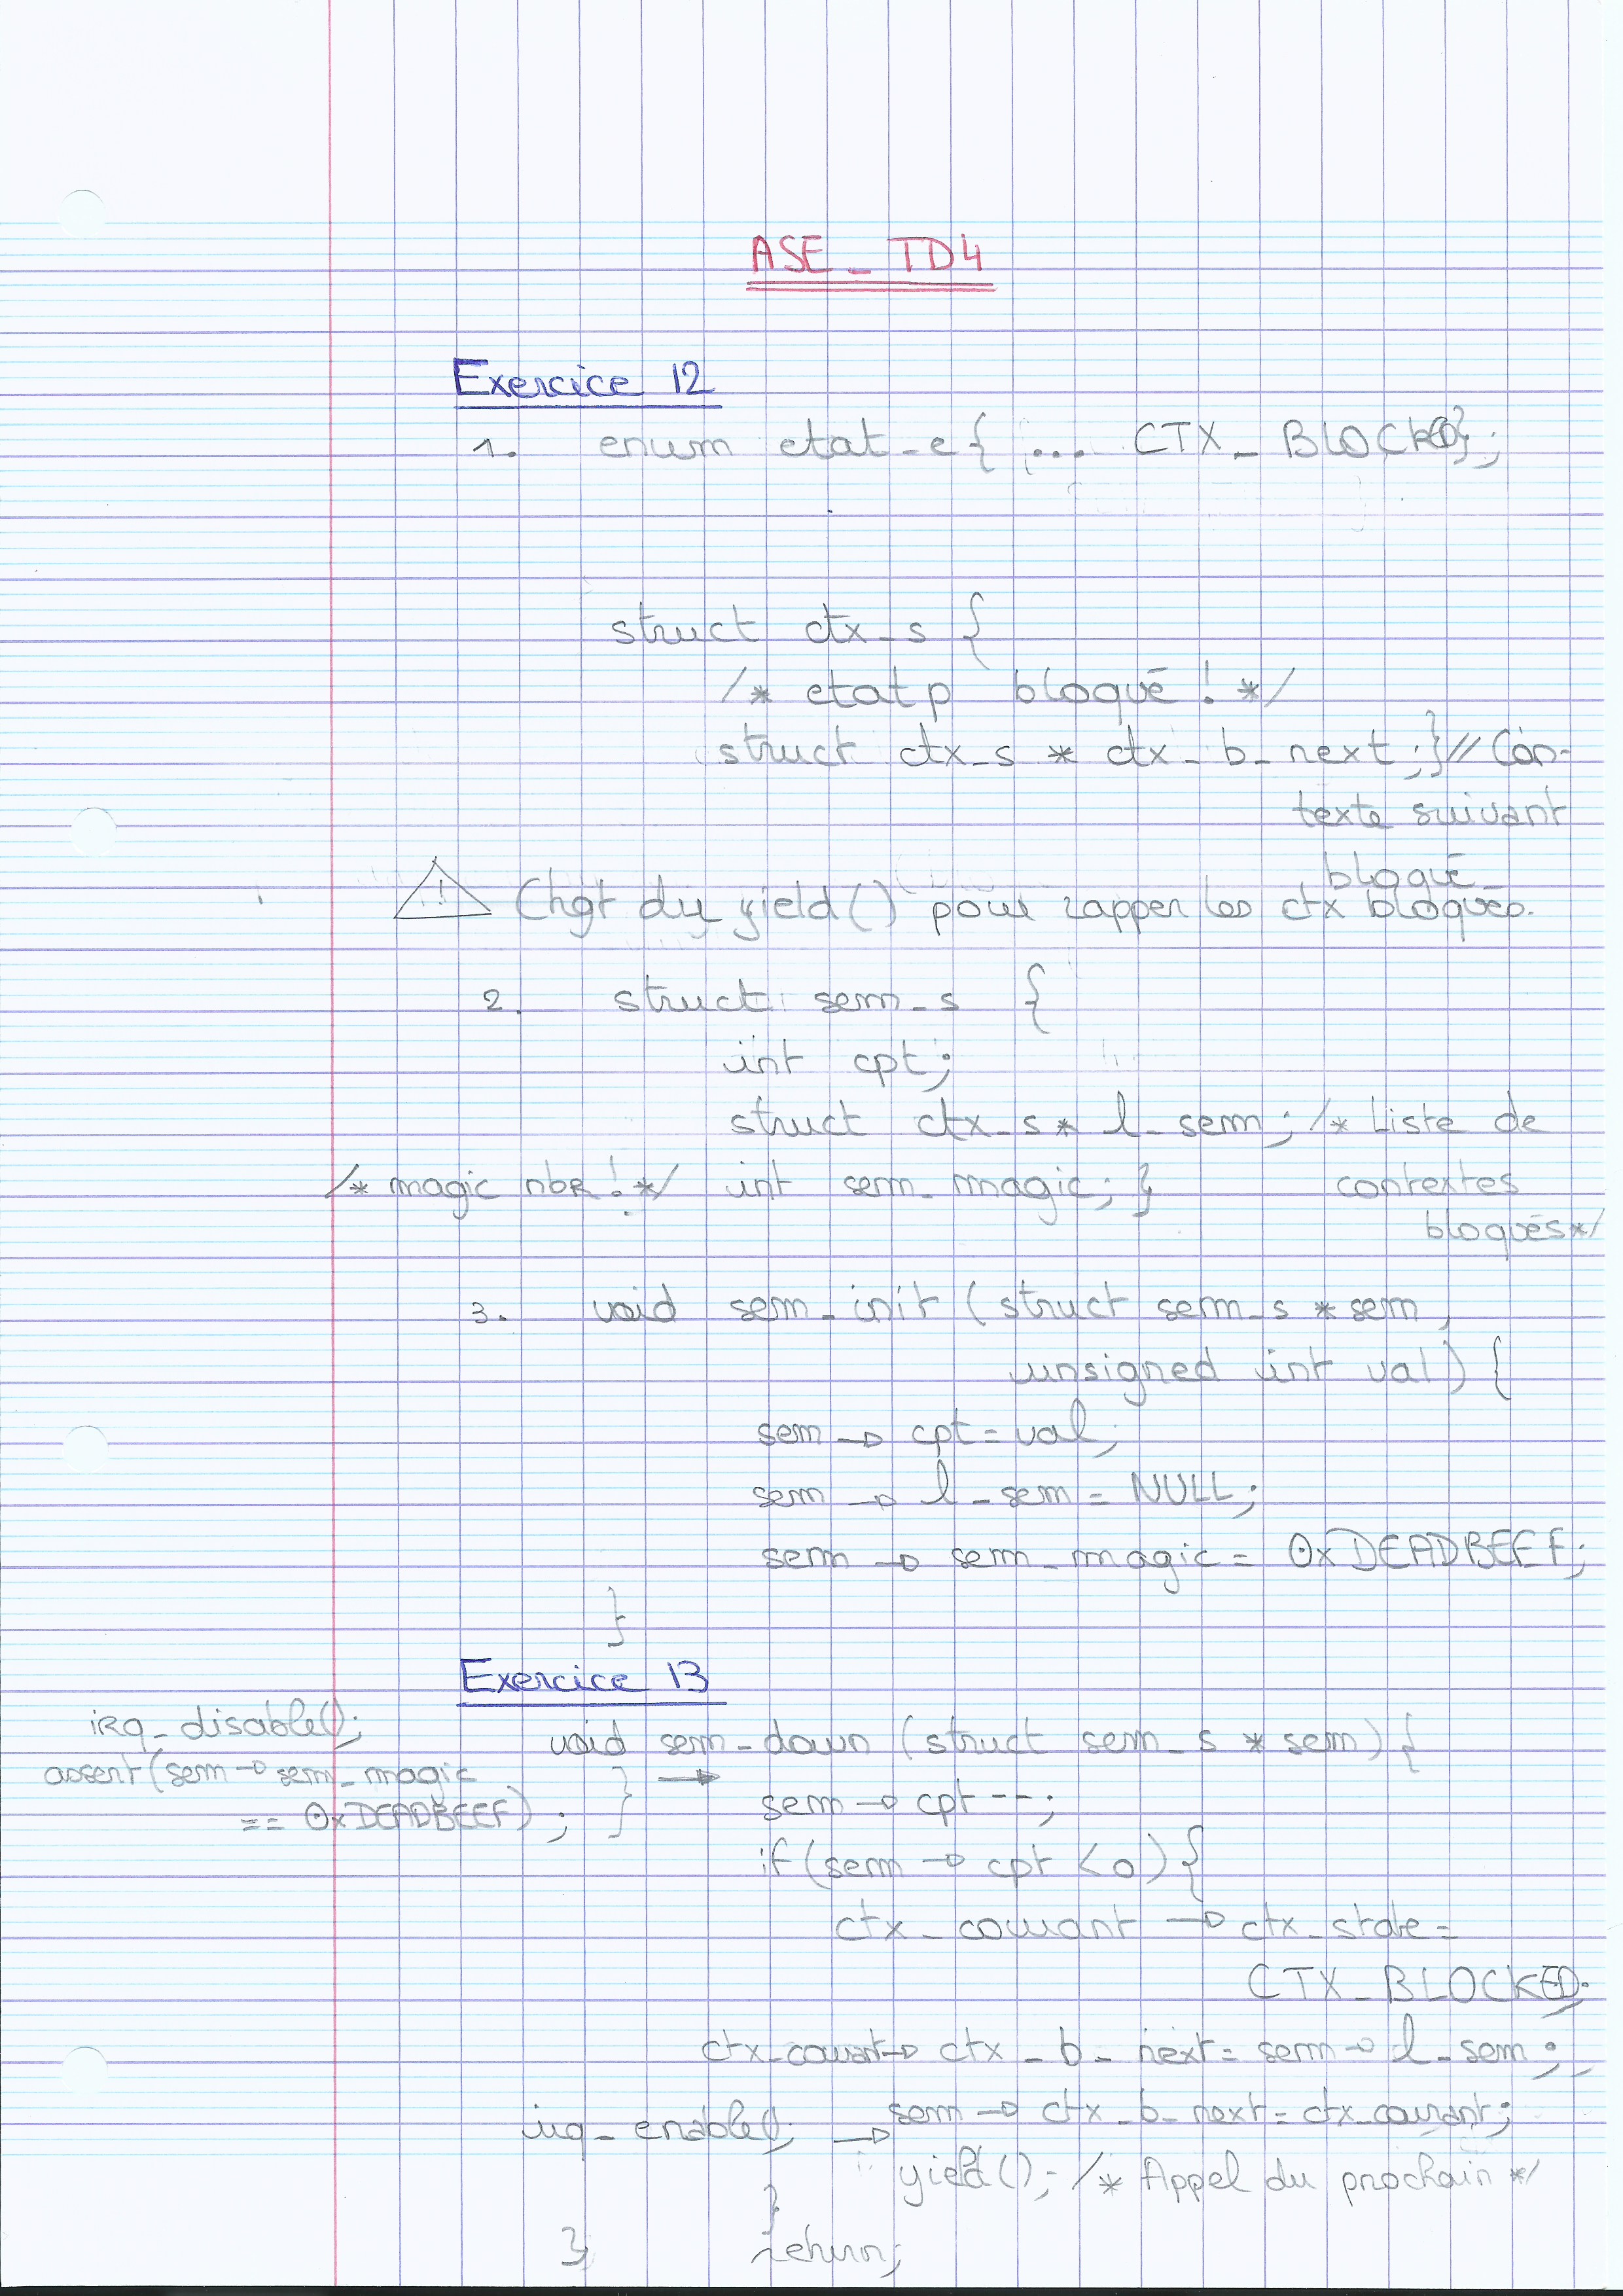 ASE_TD4
Exercice 12
1. enum etat_e{ ... CTX_BLOCKED};
struct ctx_s {
/* etat p bloqué ! */
struct ctx_s * ctx_b_next ;} // Con-
texte suivant
bloqué_
⚠ Chgt du yield() pour zapper les ctx bloqués.
2. struct sem_s {
int cpt;
struct ctx_s * l_sem; /* Liste de
/* magic nbr ! */ int sem_magic; } contextes
bloqués */
3. void sem_init (struct sem_s * sem,
unsigned int val) {
sem → cpt = val;
sem → l_sem = NULL;
sem → sem_magic = 0xDEADBEEF;
}
Exercice 13
irq_disable();
void sem_down (struct sem_s * sem) {
assert(sem → sem_magic
== 0xDEADBEEF); } →
sem → cpt --;
if (sem → cpt < 0) {
ctx_courant → ctx_state =
CTX_BLOCKED;
ctx_courant → ctx_b_next = sem → l_sem;
sem → ctx_b_next = ctx_courant;
irq_enable(); →
yield(); /* Appel du prochain */
}
} return;